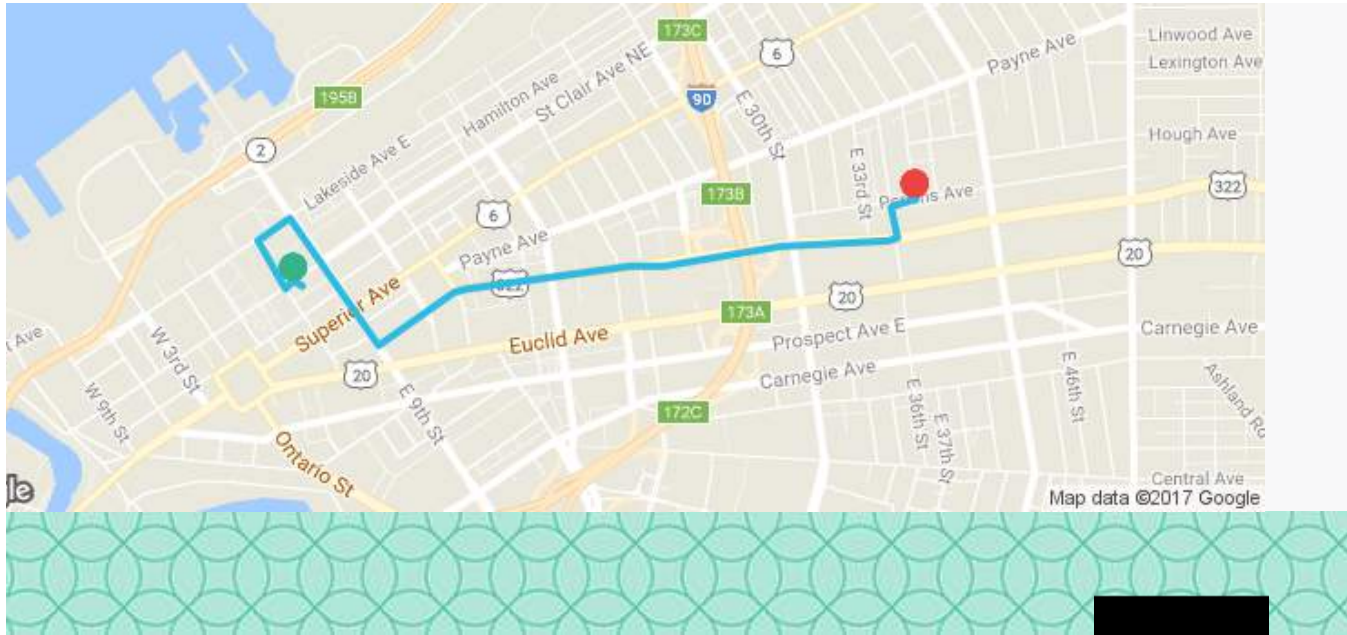 173C
6
Linwood Ave
Lexington Ave
Payne Ave
195B
Hamilton Ave
St Clair Ave NE
90
E 30th St
Hough Ave
2
Lakeside Ave E
E 33rd St
173B
322
6
Payne Ave
20
Superior Ave
173A
20
Euclid Ave
Prospect Ave E
Carnegie Ave
Ave
W 3rd St
20
Carnegie Ave
W 9th St
E 9th St
E 36th St
E 37th St
E 46th St
172C
Ontario St
Central Ave
Map data ©2017 Google